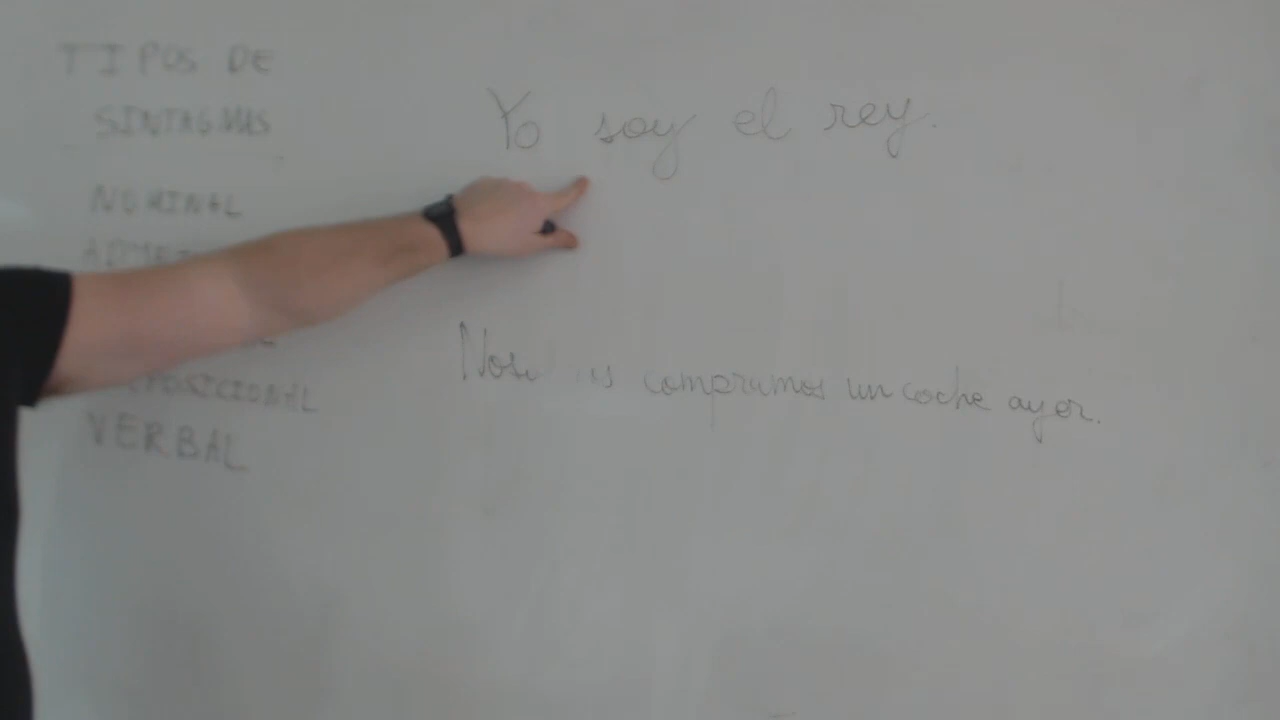 TIPOS DE
SINTAGMAS
NOMINAL
VERBAL
Yo soy el rey.
compramos un coche ayer.